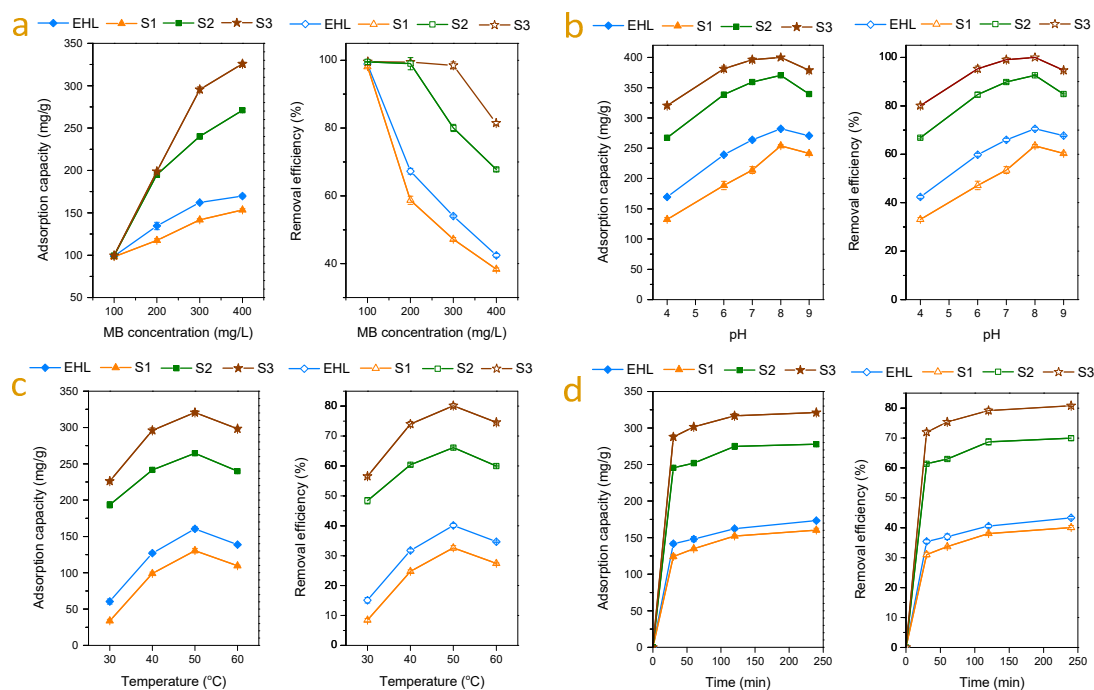 a
EHL S1 S2 S3
Adsorption capacity (mg/g)
350
300
250
200
150
100
50
100 200 300 400
MB concentration (mg/L)
Removal efficiency (%)
100
80
60
40
100 200 300 400
MB concentration (mg/L)
b
EHL S1 S2 S3
Adsorption capacity (mg/g)
400
350
300
250
200
150
100
50
0
4 5 6 7 8 9
pH
EHL S1 S2 S3
Removal efficiency (%)
100
80
60
40
20
0
4 5 6 7 8 9
pH
c
EHL S1 S2 S3
Adsorption capacity (mg/g)
350
300
250
200
150
100
50
0
30 40 50 60
Temperature (°C)
EHL S1 S2 S3
Removal efficiency (%)
80
70
60
50
40
30
20
10
0
30 40 50 60
Temperature (°C)
d
EHL S1 S2 S3
Adsorption capacity (mg/g)
350
300
250
200
150
100
50
0
0 50 100 150 200 250
Time (min)
EHL S1 S2 S3
Removal efficiency (%)
80
70
60
50
40
30
20
10
0
0 50 100 150 200 250
Time (min)